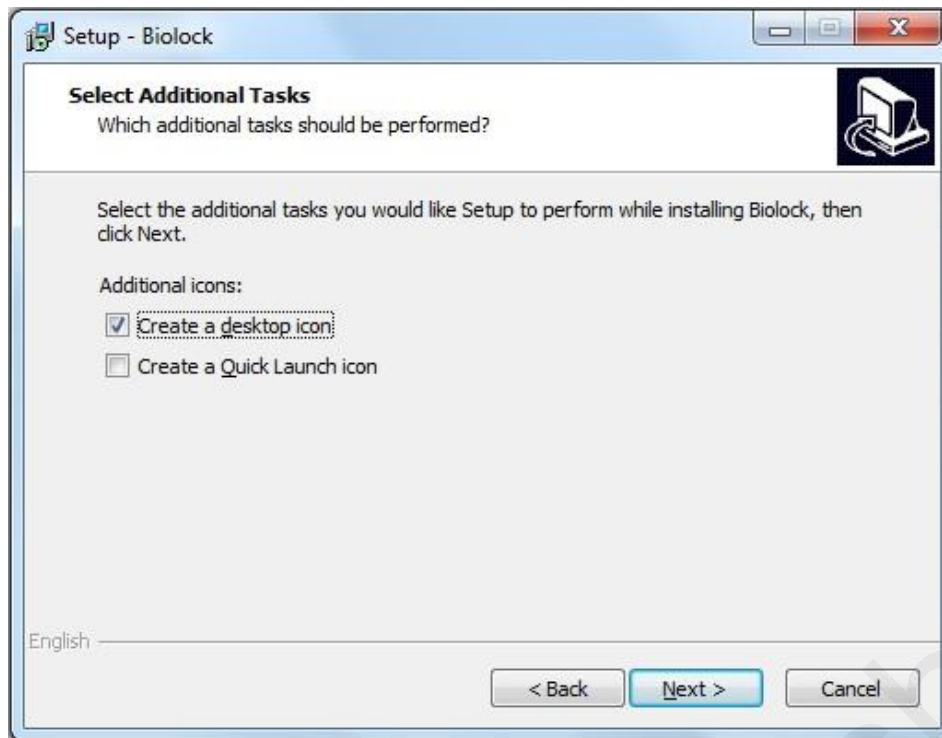 Setup - Biolock
Select Additional Tasks
Which additional tasks should be performed?
Select the additional tasks you would like Setup to perform while installing Biolock, then
click Next.
Additional icons:
Create a desktop icon
Create a Quick Launch icon
English
< Back
Next >
Cancel